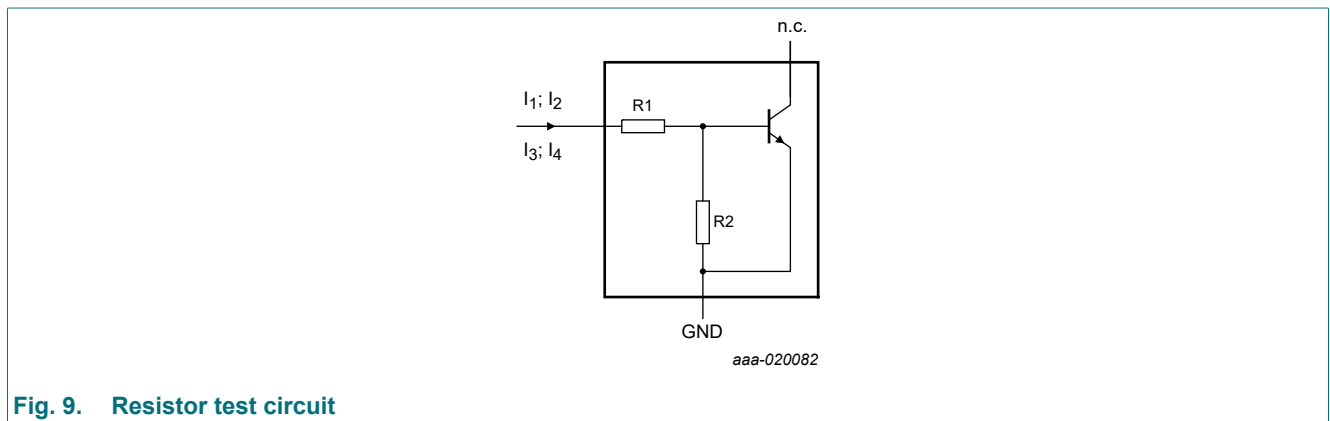 n.c.
I1; I2
R1
I3; I4
R2
GND
aaa-020082
Fig. 9. Resistor test circuit